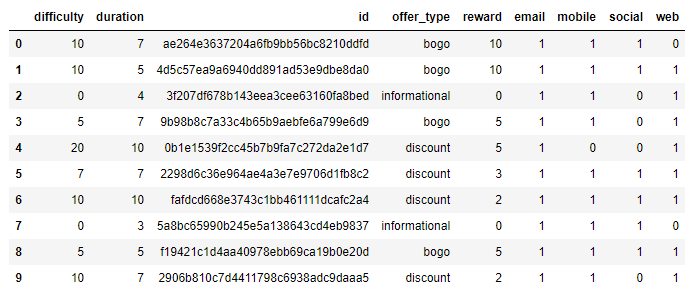 difficulty duration id offer_type reward email mobile social web
0 10 7 ae264e3637204a6fb9bb56bc8210ddfd bogo 10 1 1 1 0
1 10 5 4d5c57ea9a6940dd891ad53e9dbe8da0 bogo 10 1 1 1 1
2 0 4 3f207df678b143eea3cee63160fa8bed informational 0 1 1 0 1
3 5 7 9b98b8c7a33c4b65b9aebfe6a799e6d9 bogo 5 1 1 0 1
4 20 10 0b1e1539f2cc45b7b9fa7c272da2e1d7 discount 5 1 0 0 1
5 7 7 2298d6c36e964ae4a3e7e9706d1fb8c2 discount 3 1 1 1 1
6 10 10 fafdcd668e3743c1bb461111dcafc2a4 discount 2 1 1 1 1
7 0 3 5a8bc65990b245e5a138643cd4eb9837 informational 0 1 1 1 0
8 5 5 f19421c1d4aa40978ebb69ca19b0e20d bogo 5 1 1 1 1
9 10 7 2906b810c7d4411798c6938adc9daaa5 discount 2 1 1 0 1